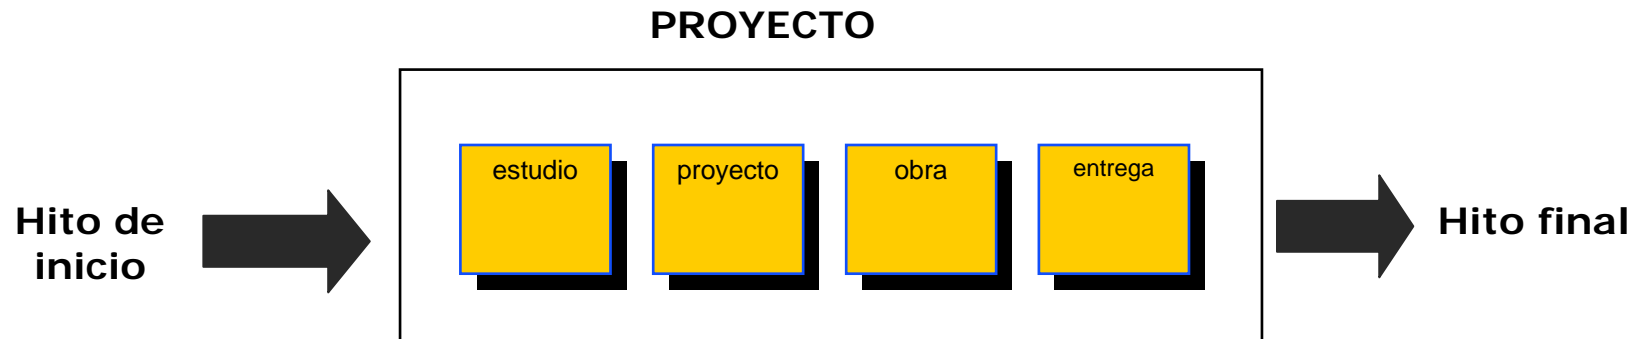 PROYECTO
estudio
proyecto
obra
entrega
Hito de
inicio
Hito final